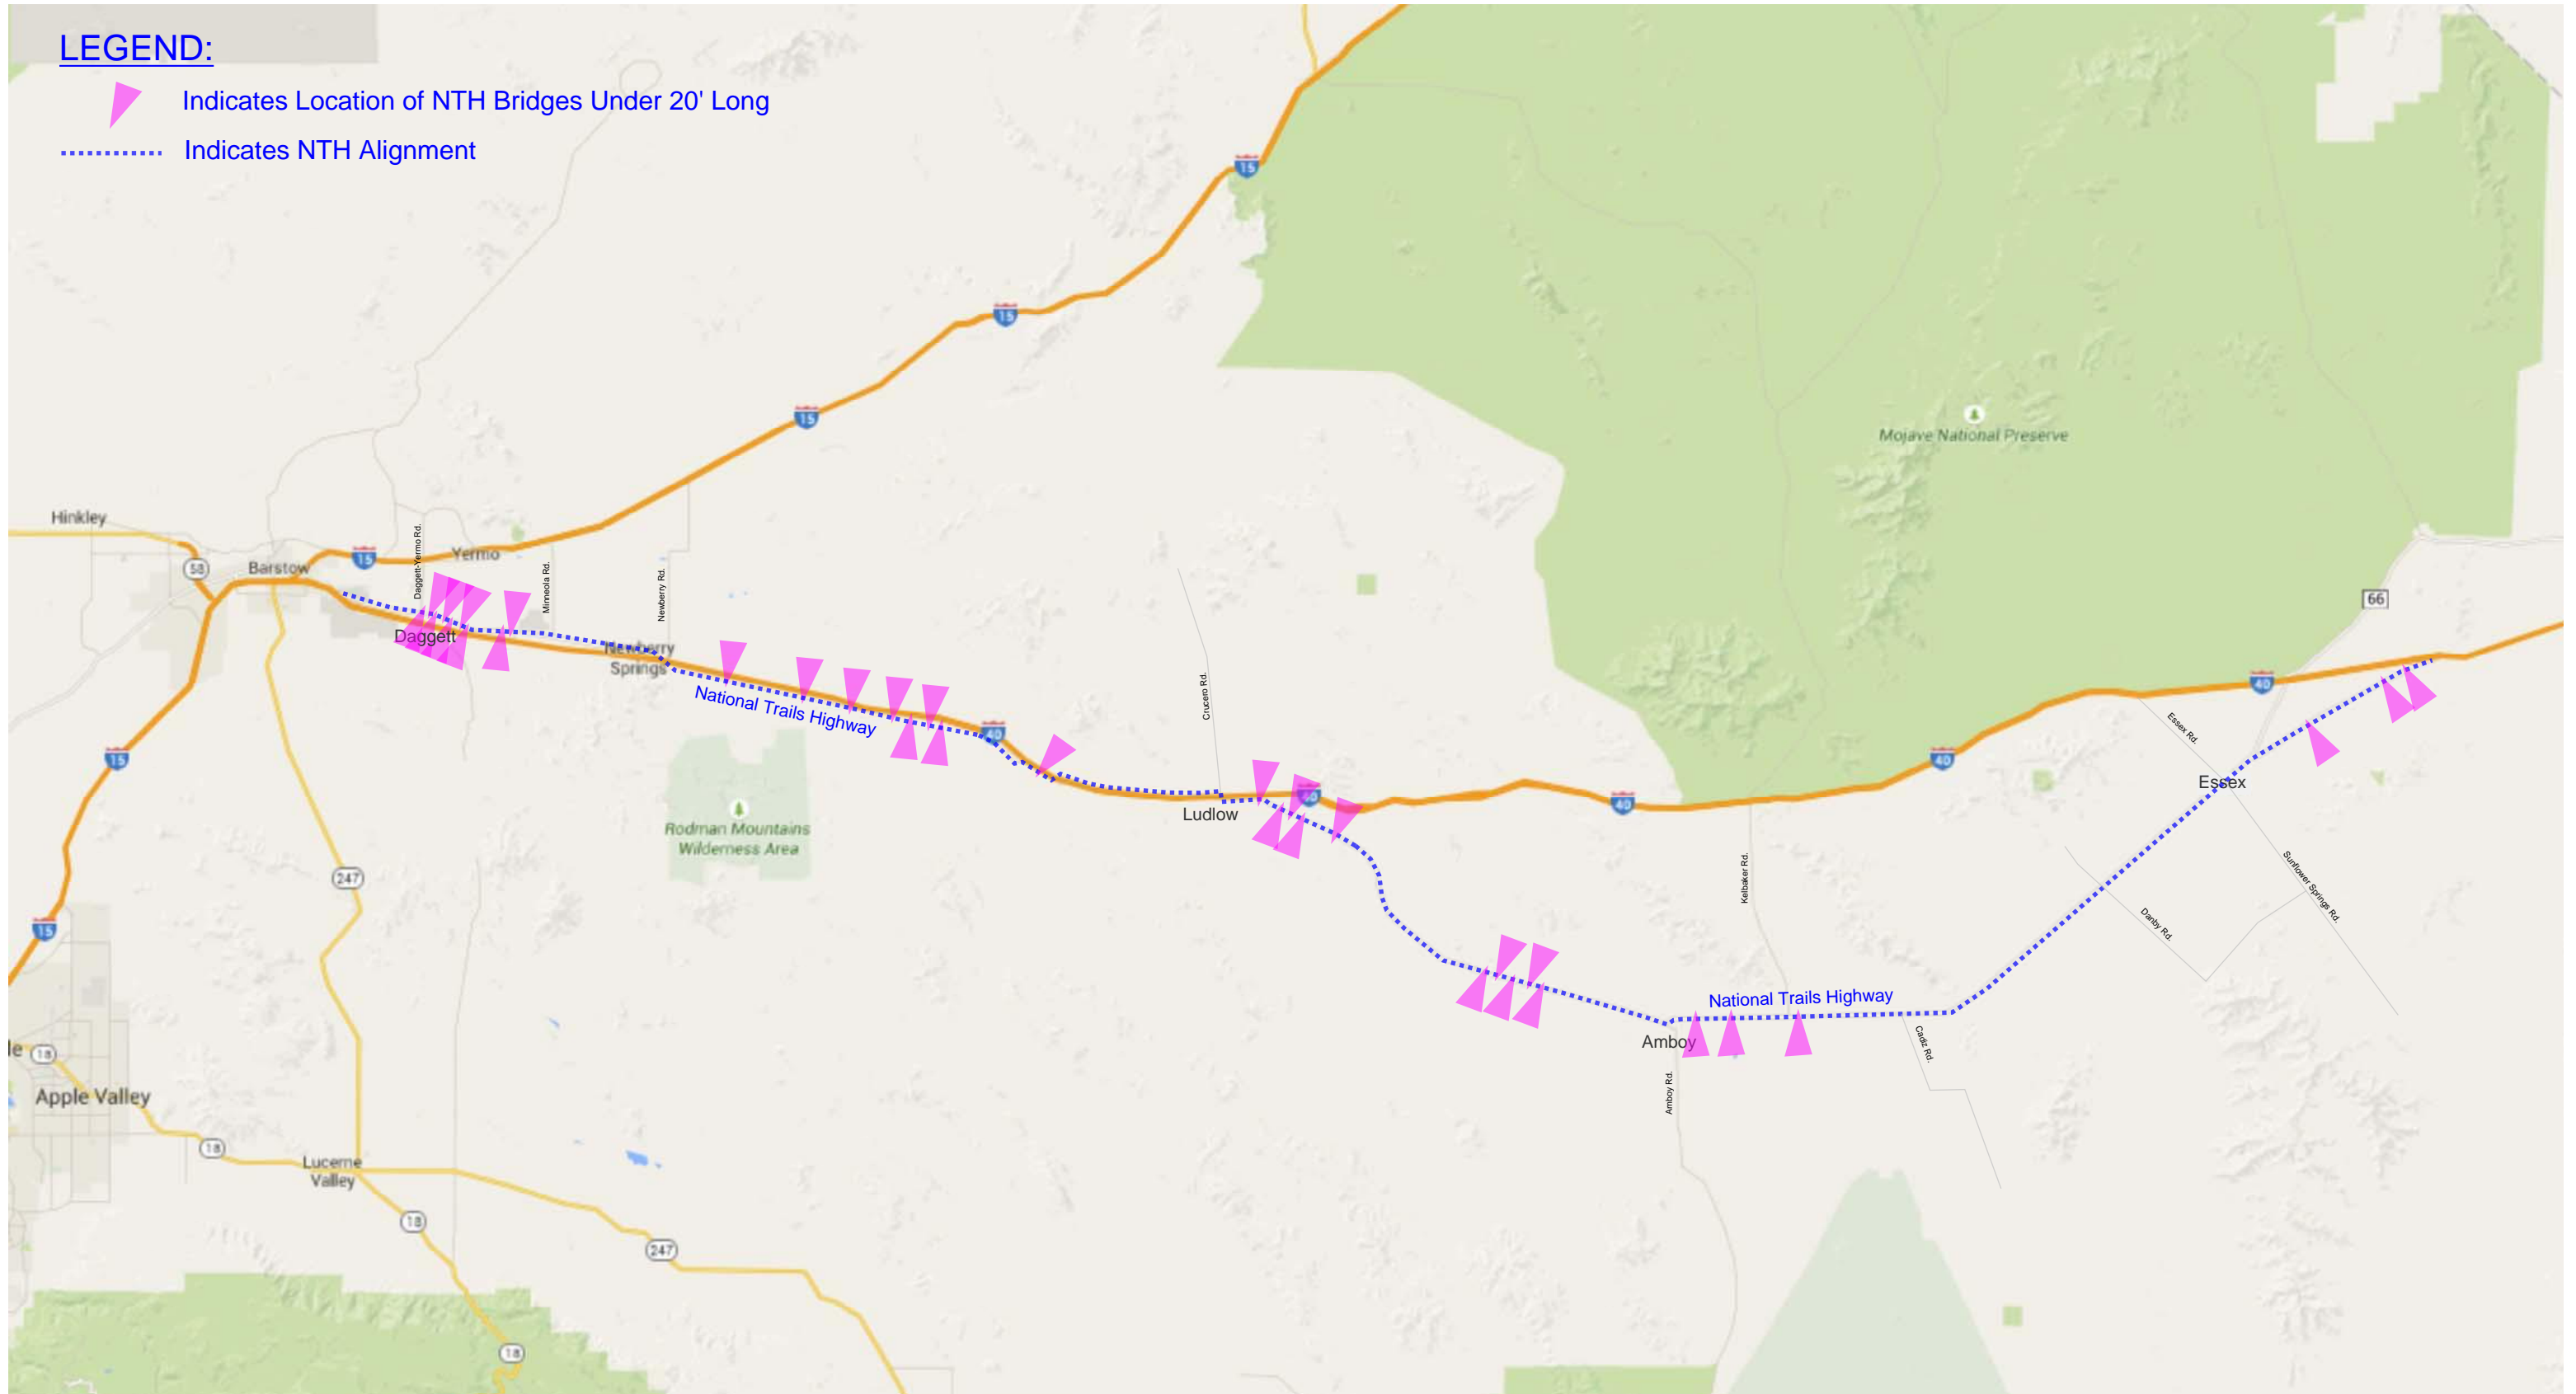 LEGEND:
Indicates Location of NTH Bridges Under 20' Long
Indicates NTH Alignment
15
15
15
Mojave National Preserve
Hinkley
58
Barstow
15
Yermo
Daggett-Yermo Rd.
Minneola Rd.
Newberry Rd.
Daggett
Newberry
Springs
National Trails Highway
66
40
Crucero Rd.
40
Essex Rd.
15
40
40
40
Essex
Ludlow
Rodman Mountains
Wilderness Area
247
Kelbaker Rd.
Sunflower Springs Rd.
Danby Rd.
15
National Trails Highway
Amboy
Cadiz Rd.
le
18
Apple Valley
Amboy Rd.
18
Lucerne
Valley
18
247
18